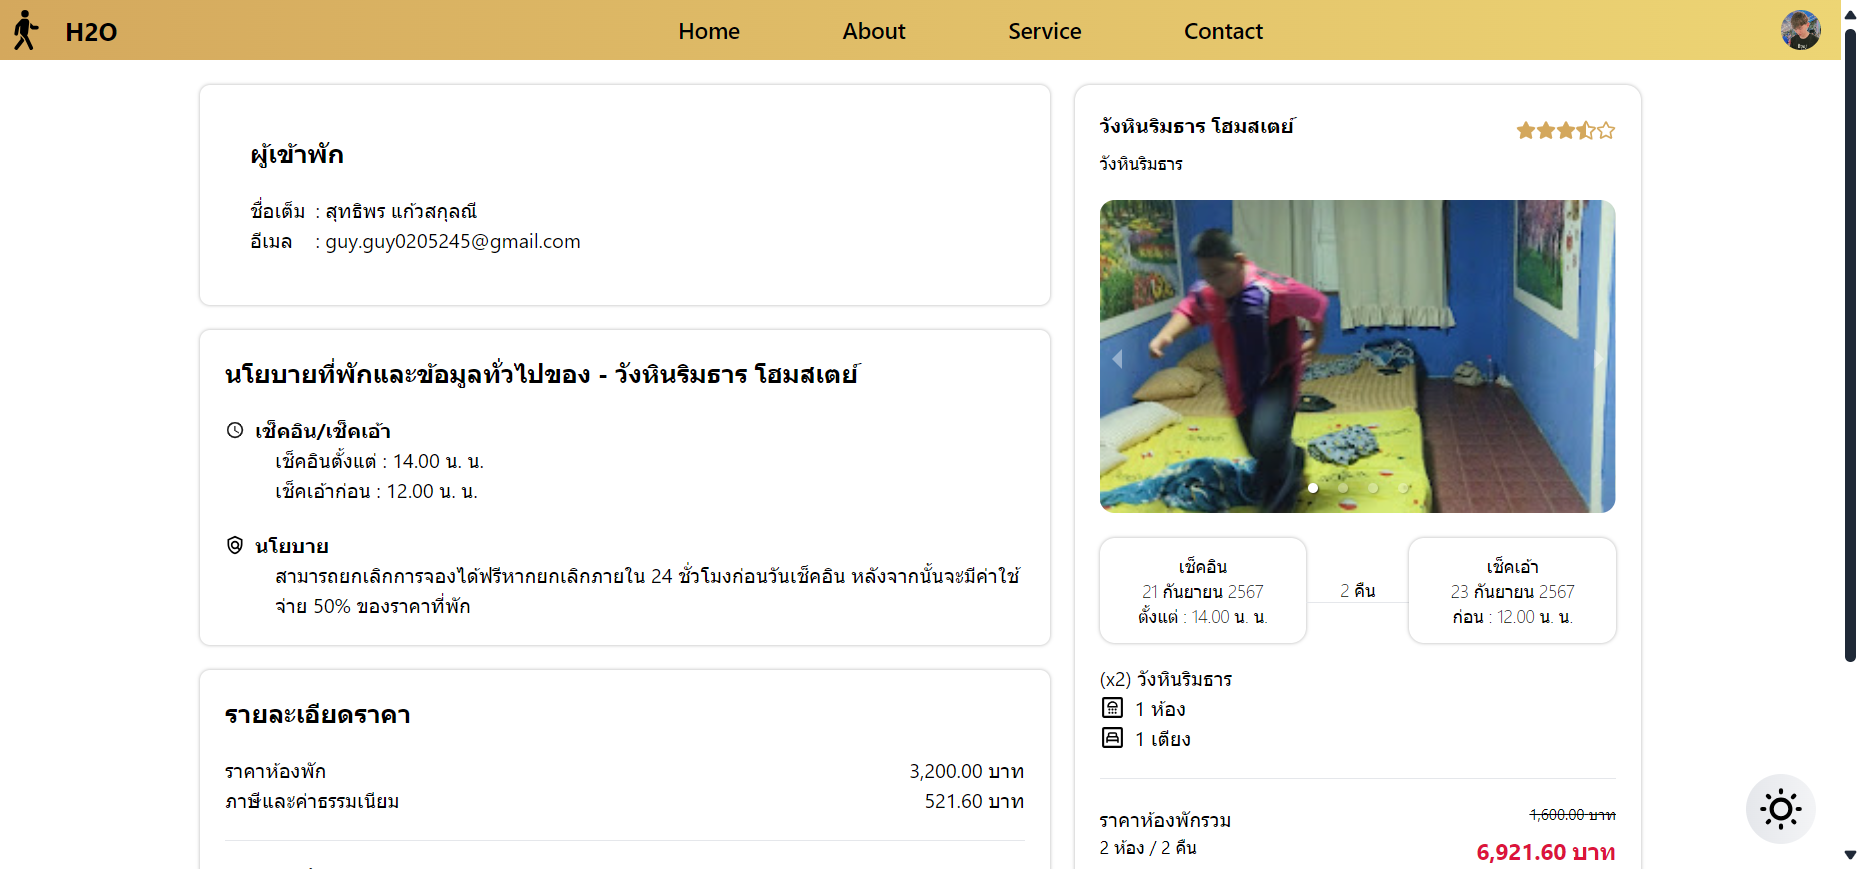 H2O
Home
About
Service
Contact
ผู้เข้าพัก
ชื่อเต็ม : สุทธิพร แก้วสกุลณี
อีเมล : guy.guy0205245@gmail.com
นโยบายที่พักและข้อมูลทั่วไปของ - วังหินริมธาร โฮมสเตย์
เช็คอิน/เช็คเอ้า
เช็คอินตั้งแต่ : 14.00 น. น.
เช็คเอ้าก่อน : 12.00 น. น.
นโยบาย
สามารถยกเลิกการจองได้ฟรีหากยกเลิกภายใน 24 ชั่วโมงก่อนวันเช็คอิน หลังจากนั้นจะมีค่าใช้
จ่าย 50% ของราคาที่พัก
รายละเอียดราคา
ราคาห้องพัก 3,200.00 บาท
ภาษีและค่าธรรมเนียม 521.60 บาท
วังหินริมธาร โฮมสเตย์
วังหินริมธาร
เช็คอิน
21 กันยายน 2567
ตั้งแต่ : 14.00 น. น.
2 คืน
เช็คเอ้า
23 กันยายน 2567
ก่อน : 12.00 น. น.
(x2) วังหินริมธาร
1 ห้อง
1 เตียง
1,600.00 บาท
ราคาห้องพักรวม
2 ห้อง / 2 คืน
6,921.60 บาท